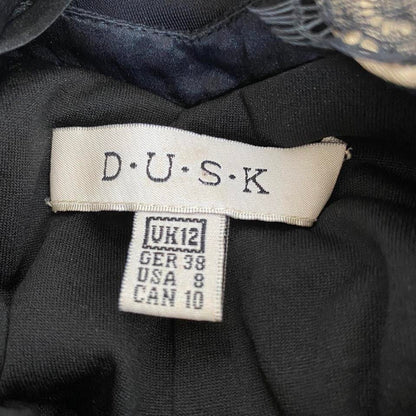 D·U·S·K
UK12
GER 38
USA 8
CAN 10